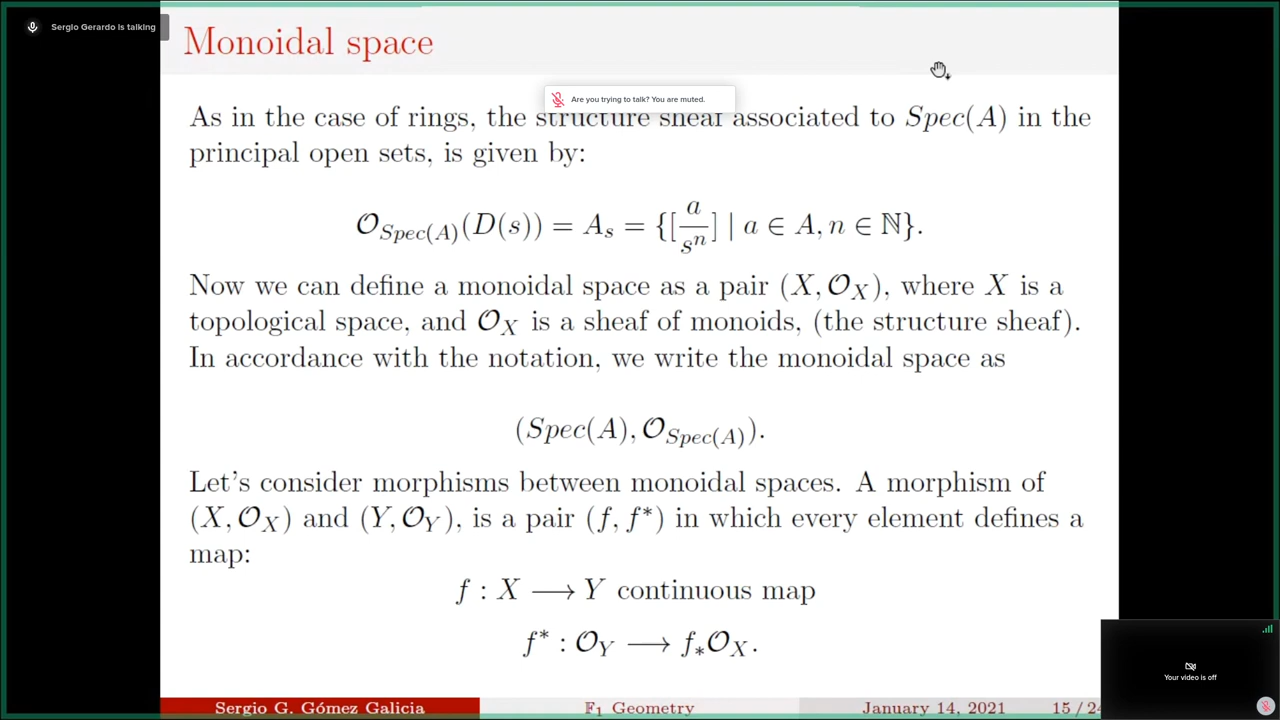 Sergio Gerardo is talking
Monoidal space
Are you trying to talk? You are muted.
As in the case of rings, the structure sheaf associated to Spec(A) in the
principal open sets, is given by:
𝒪_{Spec(A)}(D(s)) = A_s = {[a/s^n] | a ∈ A, n ∈ ℕ}.
Now we can define a monoidal space as a pair (X, 𝒪_X), where X is a
topological space, and 𝒪_X is a sheaf of monoids, (the structure sheaf).
In accordance with the notation, we write the monoidal space as
(Spec(A), 𝒪_{Spec(A)}).
Let's consider morphisms between monoidal spaces. A morphism of
(X, 𝒪_X) and (Y, 𝒪_Y), is a pair (f, f*) in which every element defines a
map:
f : X ⟶ Y continuous map
f* : 𝒪_Y ⟶ f_*𝒪_X.
Your video is off
Sergio G. Gómez Galicia 𝔽₁ Geometry January 14, 2021 15 / 24